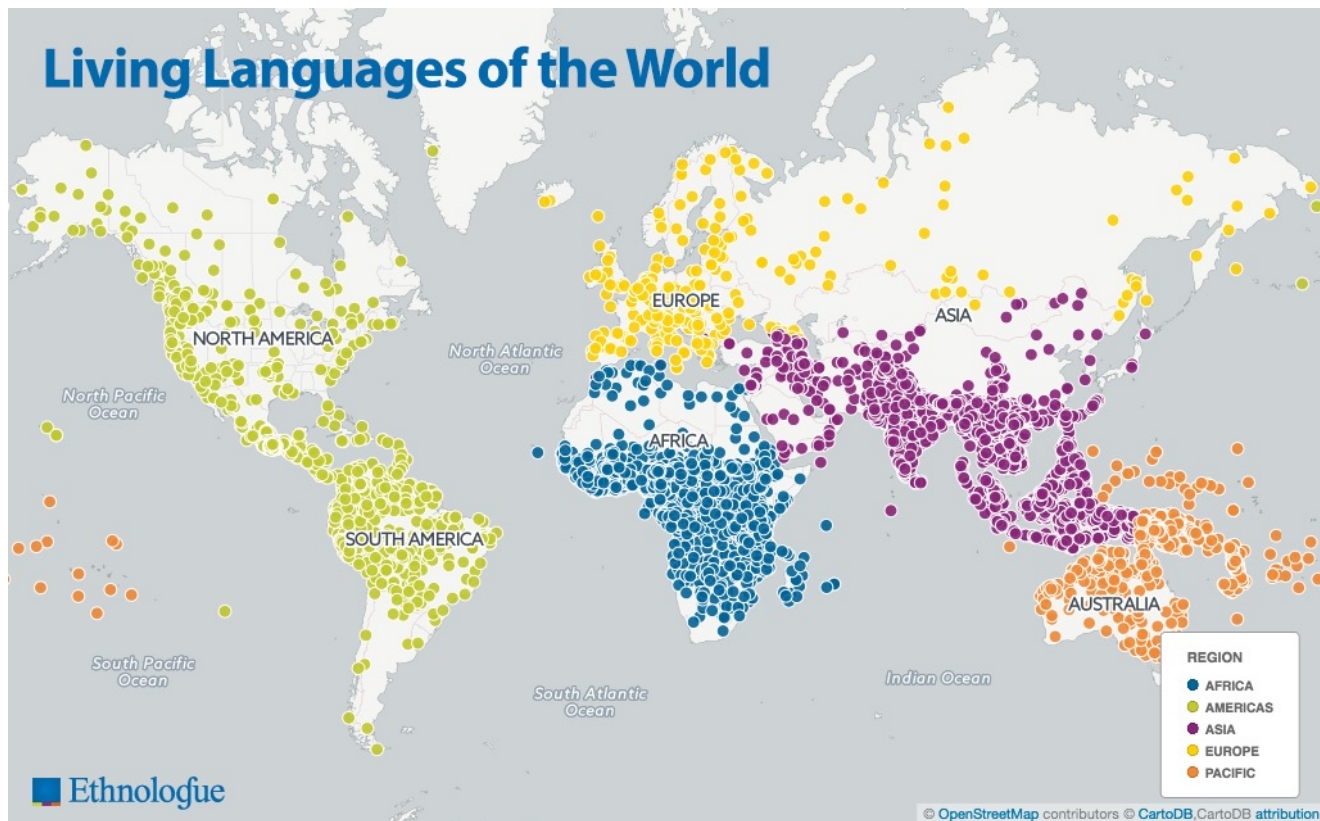 Living Languages of the World
EUROPE
ASIA
NORTH AMERICA
North Atlantic
Ocean
North Pacific
Ocean
AFRICA
SOUTH AMERICA
AUSTRALIA
South Pacific
Ocean
South Atlantic
Ocean
Indian Ocean
REGION
AFRICA
AMERICAS
ASIA
EUROPE
PACIFIC
Ethnologue
© OpenStreetMap contributors © CartoDB,CartoDB attribution